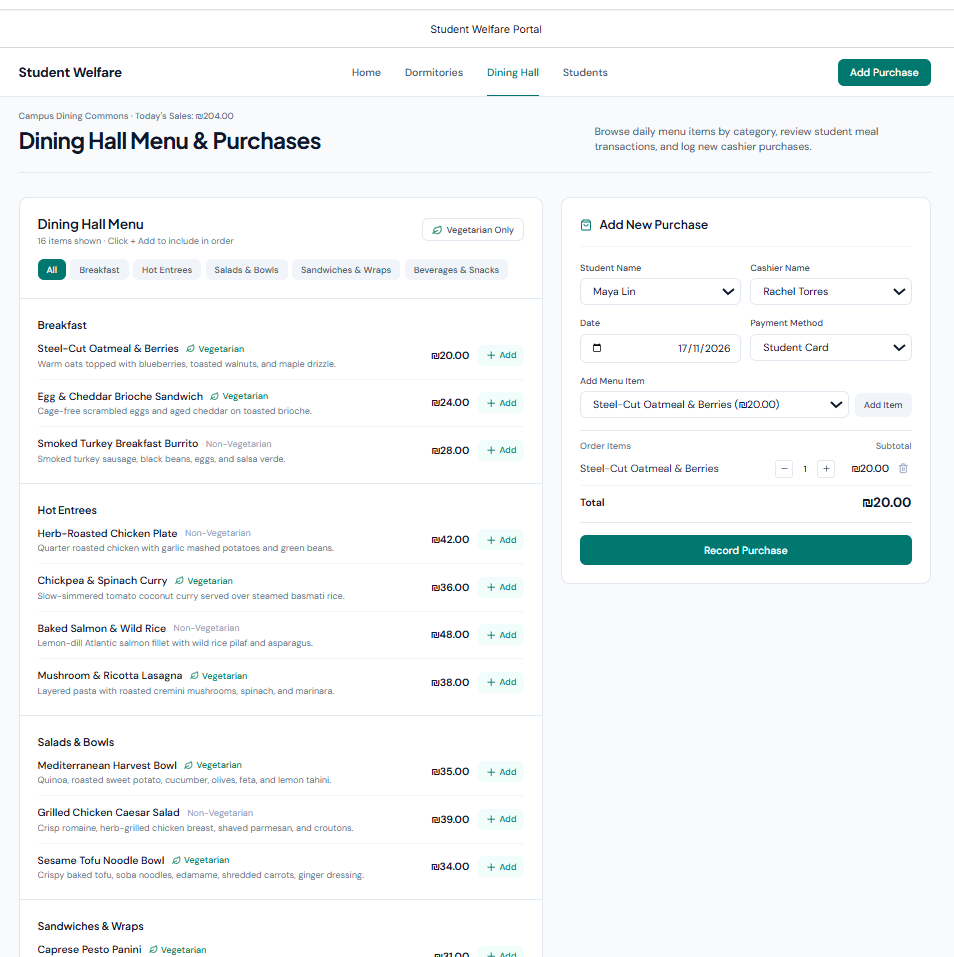 Student Welfare Portal
Student Welfare
Home Dormitories Dining Hall Students
Add Purchase
Campus Dining Commons · Today's Sales: ₪204.00
Dining Hall Menu & Purchases
Browse daily menu items by category, review student meal
transactions, and log new cashier purchases.
Dining Hall Menu
16 items shown · Click + Add to include in order
Vegetarian Only
All Breakfast Hot Entrees Salads & Bowls Sandwiches & Wraps Beverages & Snacks
Breakfast
Steel-Cut Oatmeal & Berries Vegetarian
Warm oats topped with blueberries, toasted walnuts, and maple drizzle.
₪20.00 + Add
Egg & Cheddar Brioche Sandwich Vegetarian
Cage-free scrambled eggs and aged cheddar on toasted brioche.
₪24.00 + Add
Smoked Turkey Breakfast Burrito Non-Vegetarian
Smoked turkey sausage, black beans, eggs, and salsa verde.
₪28.00 + Add
Hot Entrees
Herb-Roasted Chicken Plate Non-Vegetarian
Quarter roasted chicken with garlic mashed potatoes and green beans.
₪42.00 + Add
Chickpea & Spinach Curry Vegetarian
Slow-simmered tomato coconut curry served over steamed basmati rice.
₪36.00 + Add
Baked Salmon & Wild Rice Non-Vegetarian
Lemon-dill Atlantic salmon fillet with wild rice pilaf and asparagus.
₪48.00 + Add
Mushroom & Ricotta Lasagna Vegetarian
Layered pasta with roasted cremini mushrooms, spinach, and marinara.
₪38.00 + Add
Salads & Bowls
Mediterranean Harvest Bowl Vegetarian
Quinoa, roasted sweet potato, cucumber, olives, feta, and lemon tahini.
₪35.00 + Add
Grilled Chicken Caesar Salad Non-Vegetarian
Crisp romaine, herb-grilled chicken breast, shaved parmesan, and croutons.
₪39.00 + Add
Sesame Tofu Noodle Bowl Vegetarian
Crispy baked tofu, soba noodles, edamame, shredded carrots, ginger dressing.
₪34.00 + Add
Sandwiches & Wraps
Caprese Pesto Panini Vegetarian
₪31.00 + Add
Add New Purchase
Student Name Cashier Name
Maya Lin Rachel Torres
Date Payment Method
17/11/2026 Student Card
Add Menu Item
Steel-Cut Oatmeal & Berries (₪20.00) Add Item
Order Items Subtotal
Steel-Cut Oatmeal & Berries − 1 + ₪20.00
Total ₪20.00
Record Purchase